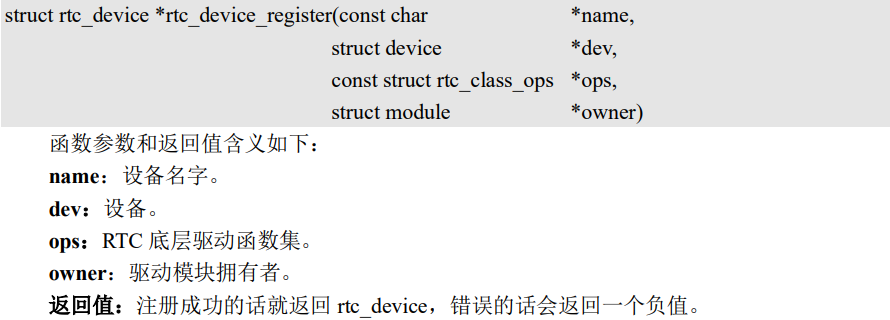 struct rtc_device *rtc_device_register(const char *name,
struct device *dev,
const struct rtc_class_ops *ops,
struct module *owner)
函数参数和返回值含义如下：
name：设备名字。
dev：设备。
ops：RTC 底层驱动函数集。
owner：驱动模块拥有者。
返回值：注册成功的话就返回 rtc_device，错误的话会返回一个负值。